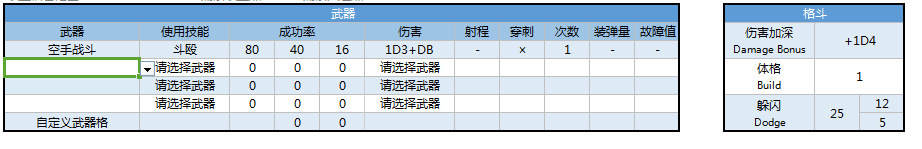 武器
武器 使用技能 成功率 伤害 射程 穿刺 次数 装弹量 故障值
空手战斗 斗殴 80 40 16 1D3+DB - × 1 - -
请选择武器 0 0 0 请选择武器
请选择武器 0 0 0 请选择武器
请选择武器 0 0 0 请选择武器
自定义武器格 0 0
格斗
伤害加深 +1D4
Damage Bonus
体格 1
Build
躲闪 25 12
Dodge 5